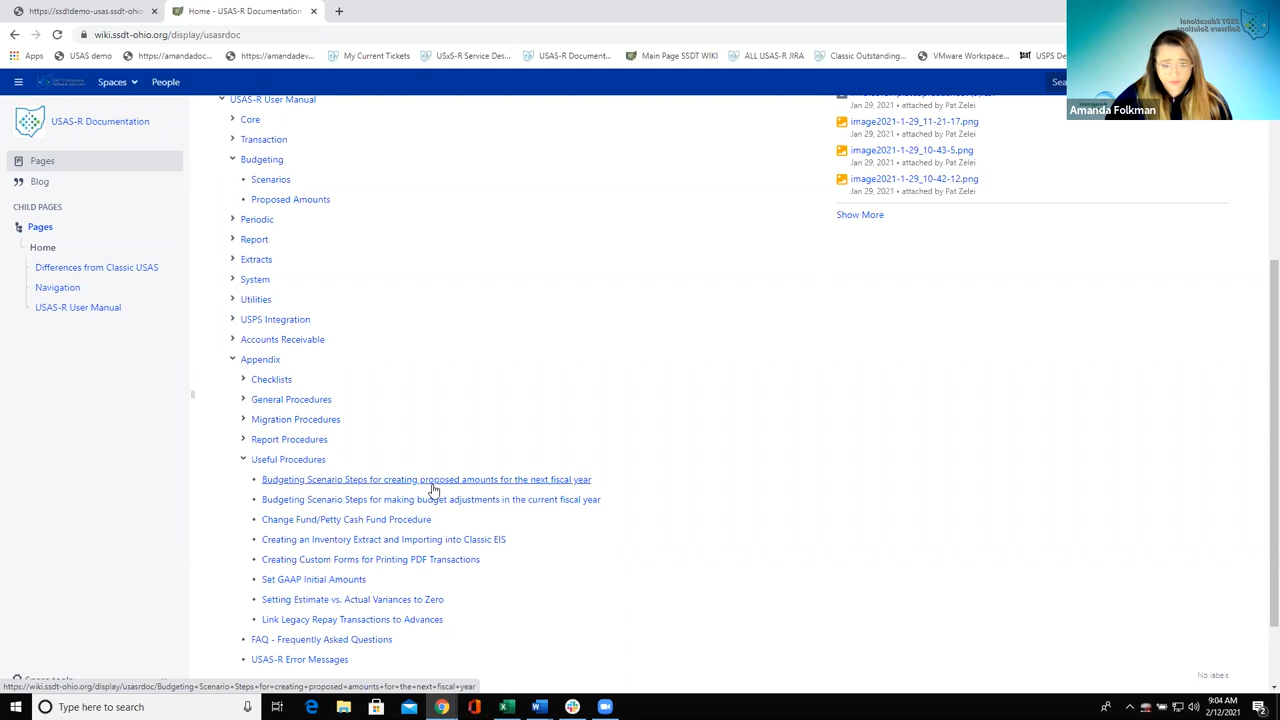 https://ssdtdemo-usas.ssdt-ohio
Home - USAS-R Documentation
wiki.ssdt-ohio.org/display/usasrdoc
Apps
USAS demo
https://amandadoc...
https://amandadev...
My Current Tickets
USxS-R Service Des...
USAS-R Document...
Main Page SSDT WIKI
ALL USAS-R JIRA
Classic Outstanding...
VMware Workspace...
USPS De
Spaces
People
Sea
Amanda Folkman
USAS-R Documentation
Pages
Blog
CHILD PAGES
Pages
Home
Differences from Classic USAS
Navigation
USAS-R User Manual
USAS-R User Manual
Core
Transaction
Budgeting
Scenarios
Proposed Amounts
Periodic
Report
Extracts
System
Utilities
USPS Integration
Accounts Receivable
Appendix
Checklists
General Procedures
Migration Procedures
Report Procedures
Useful Procedures
Budgeting Scenario Steps for creating proposed amounts for the next fiscal year
Budgeting Scenario Steps for making budget adjustments in the current fiscal year
Change Fund/Petty Cash Fund Procedure
Creating an Inventory Extract and Importing into Classic EIS
Creating Custom Forms for Printing PDF Transactions
Set GAAP Initial Amounts
Setting Estimate vs. Actual Variances to Zero
Link Legacy Repay Transactions to Advances
FAQ - Frequently Asked Questions
USAS-R Error Messages
Jan 29, 2021 • attached by Pat Zelei
image2021-1-29_11-21-17.png
Jan 29, 2021 • attached by Pat Zelei
image2021-1-29_10-43-5.png
Jan 29, 2021 • attached by Pat Zelei
image2021-1-29_10-42-12.png
Jan 29, 2021 • attached by Pat Zelei
Show More
No labels
https://wiki.ssdt-ohio.org/display/usasrdoc/Budgeting+Scenario+Steps+for+creating+proposed+amounts+for+the+next+fiscal+year
Type here to search
9:04 AM
2/12/2021